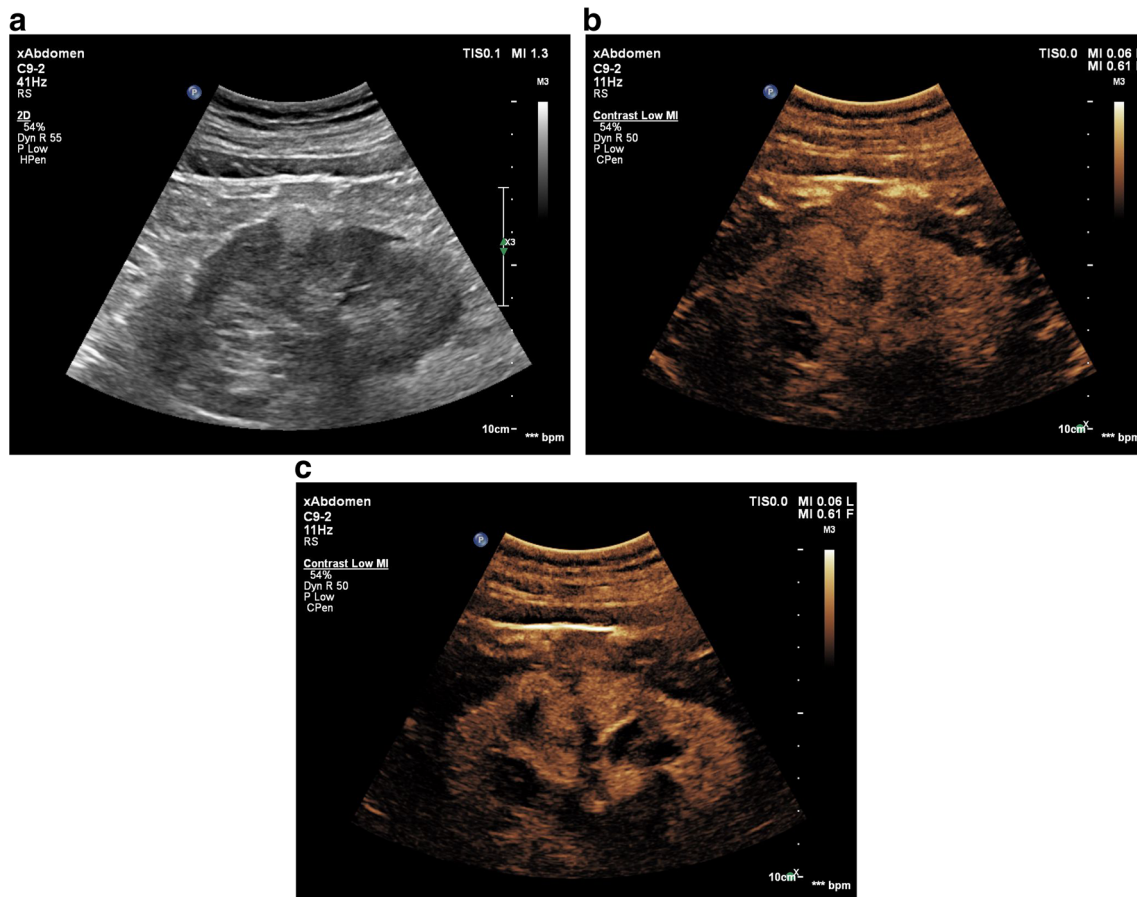 a
xAbdomen
TIS0.1 MI 1.3
C9-2
41Hz
RS
P
M3
2D
54%
Dyn R 55
P Low
HPen
X3
10cm
*** bpm
b
xAbdomen
TIS0.0 MI 0.06
MI 0.61
C9-2
11Hz
RS
P
M3
Contrast Low MI
54%
Dyn R 50
P Low
CPen
X
10cm
*** bpm
c
xAbdomen
TIS0.0 MI 0.06 L
MI 0.61 F
C9-2
11Hz
RS
P
M3
Contrast Low MI
54%
Dyn R 50
P Low
CPen
X
10cm
*** bpm